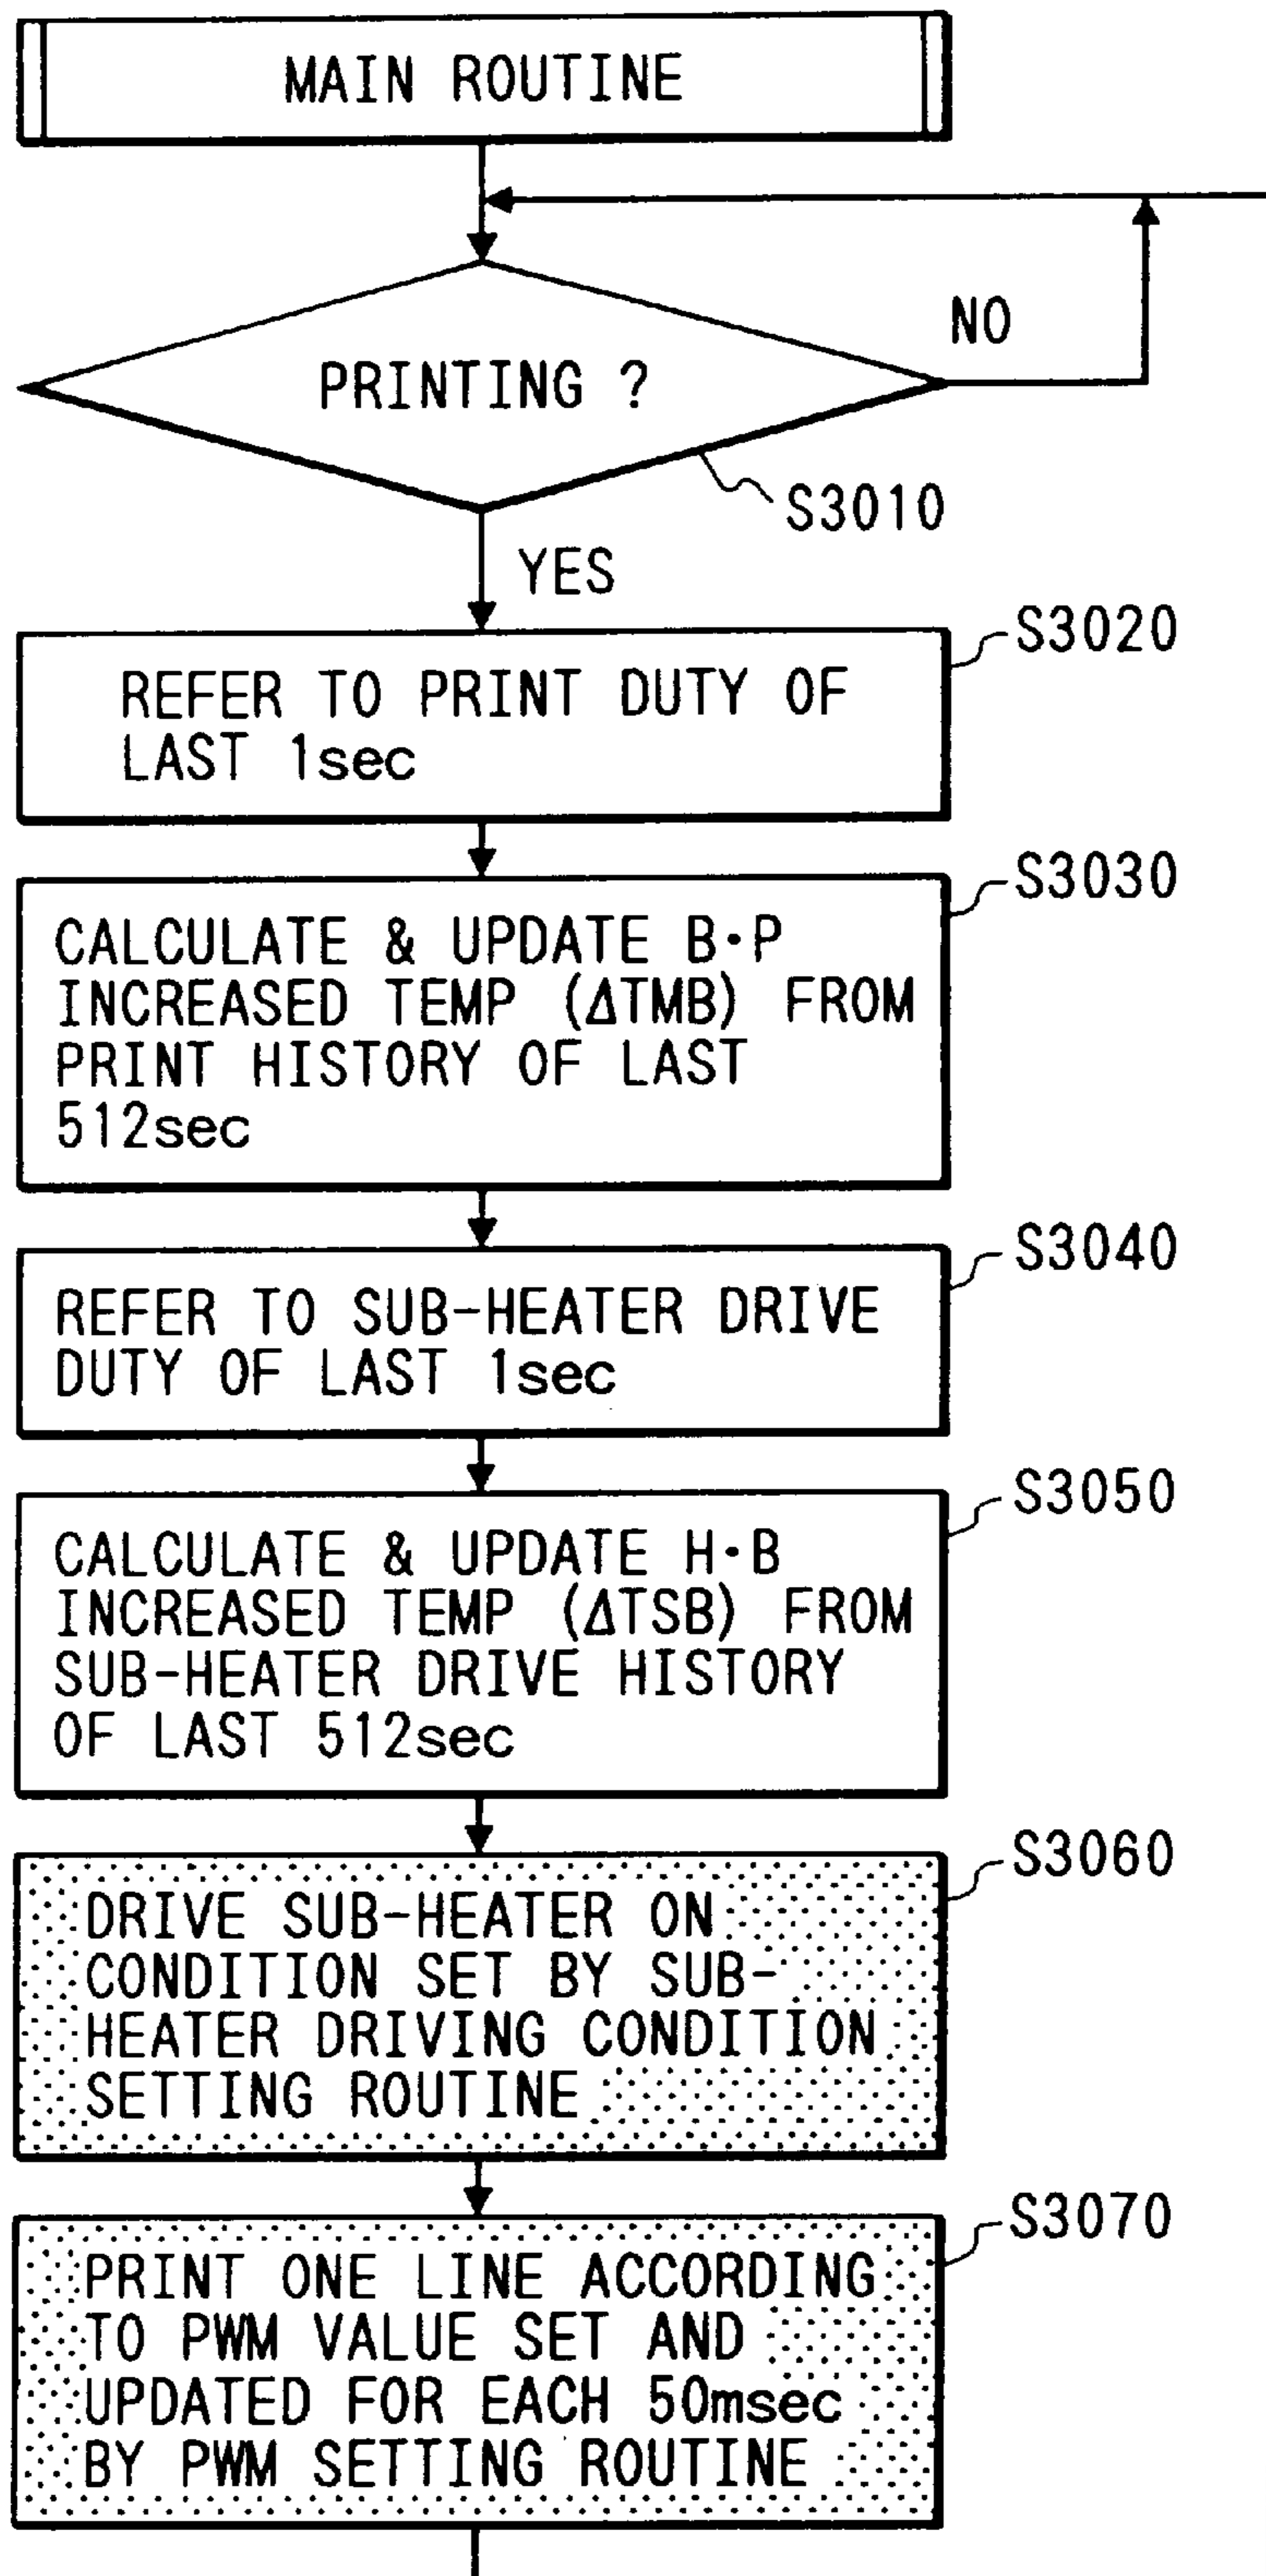 MAIN ROUTINE
NO
PRINTING ?
S3010
YES
S3020
REFER TO PRINT DUTY OF
LAST 1sec
S3030
CALCULATE & UPDATE B·P
INCREASED TEMP (ΔTMB) FROM
PRINT HISTORY OF LAST
512sec
S3040
REFER TO SUB-HEATER DRIVE
DUTY OF LAST 1sec
S3050
CALCULATE & UPDATE H·B
INCREASED TEMP (ΔTSB) FROM
SUB-HEATER DRIVE HISTORY
OF LAST 512sec
S3060
DRIVE SUB-HEATER ON
CONDITION SET BY SUB-
HEATER DRIVING CONDITION
SETTING ROUTINE
S3070
PRINT ONE LINE ACCORDING
TO PWM VALUE SET AND
UPDATED FOR EACH 50msec
BY PWM SETTING ROUTINE